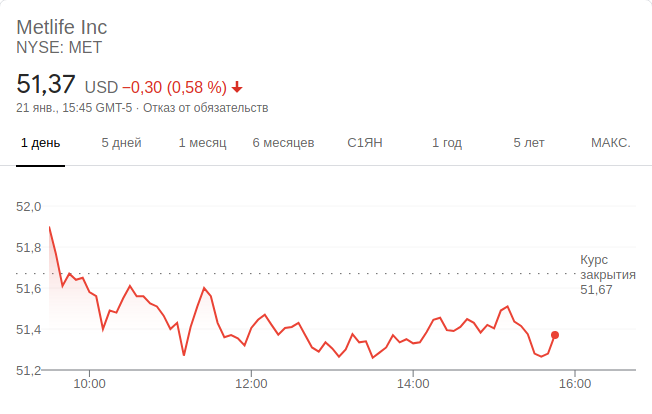 Metlife Inc
NYSE: MET
51,37 USD −0,30 (0,58 %)
21 янв., 15:45 GMT-5 · Отказ от обязательств
1 день 5 дней 1 месяц 6 месяцев С1ЯН 1 год 5 лет МАКС.
52,0
51,8
Курс
закрытия
51,67
51,6
51,4
51,2
10:00 12:00 14:00 16:00